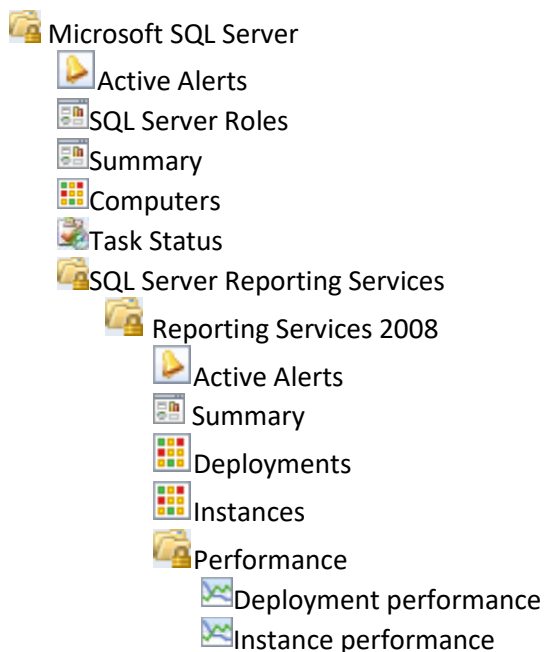 Microsoft SQL Server
Active Alerts
SQL Server Roles
Summary
Computers
Task Status
SQL Server Reporting Services
Reporting Services 2008
Active Alerts
Summary
Deployments
Instances
Performance
Deployment performance
Instance performance